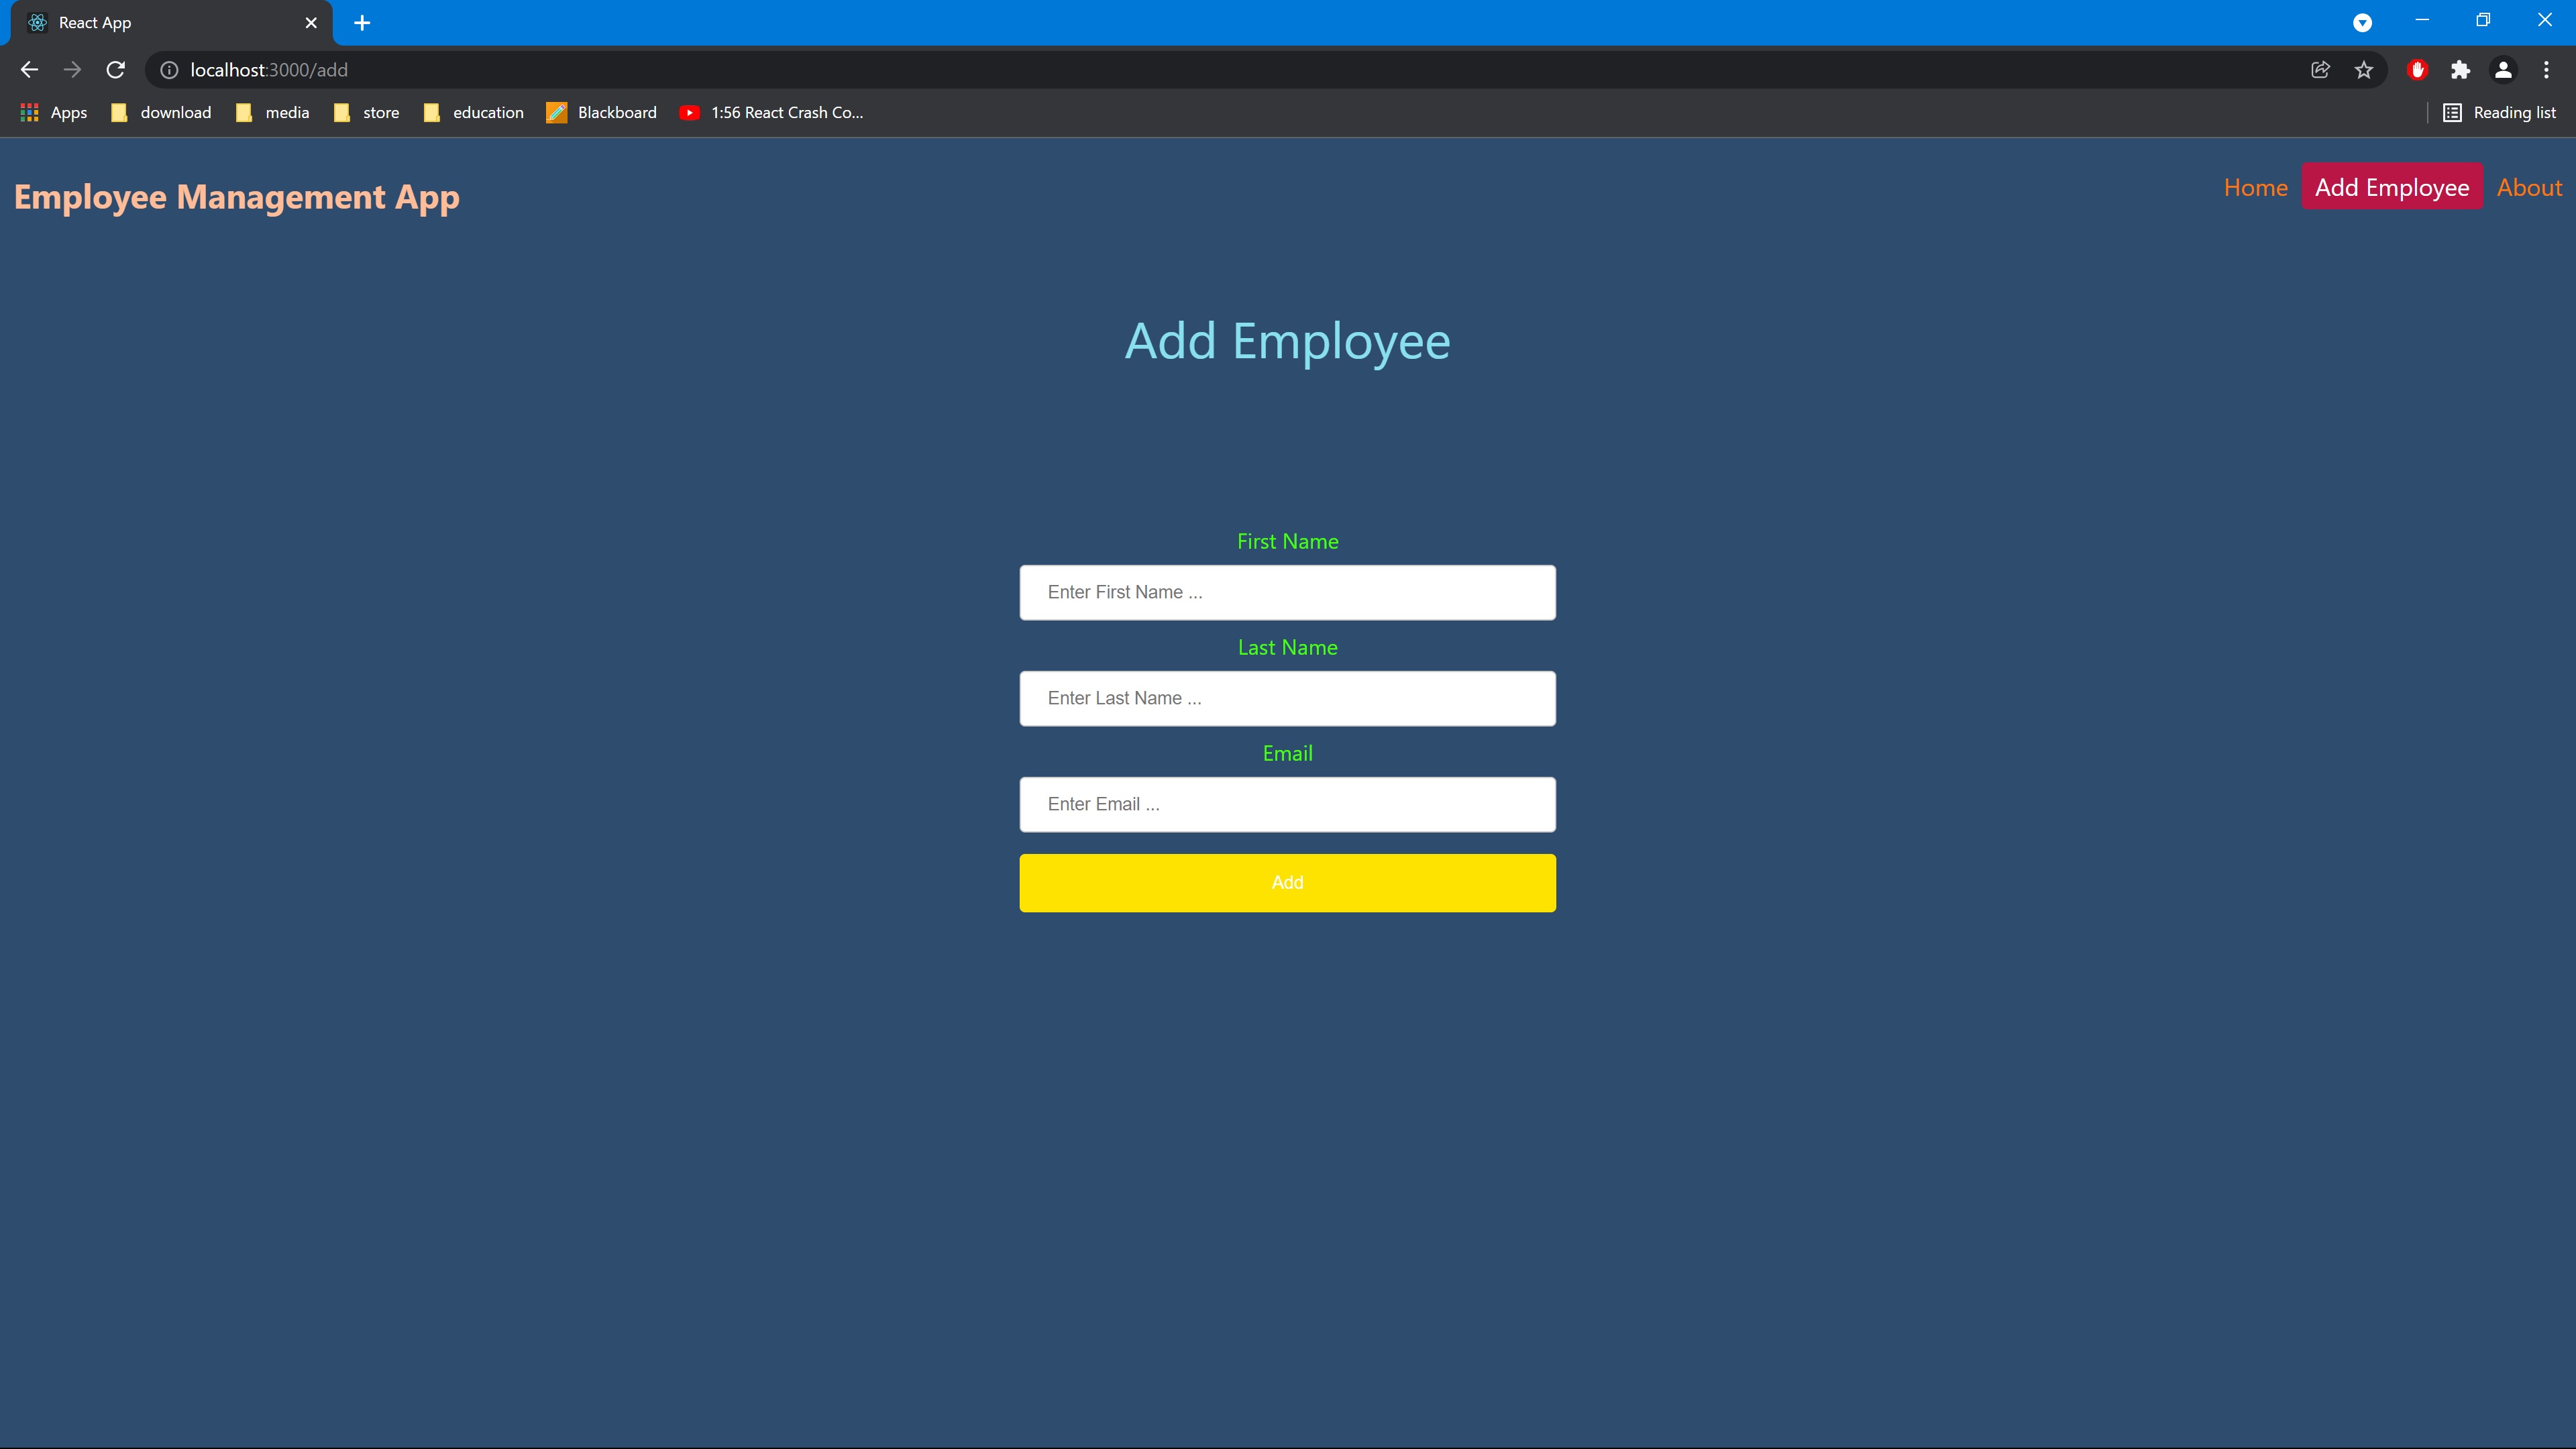 React App
localhost:3000/add
Apps download media store education Blackboard 1:56 React Crash Co... Reading list
Employee Management App
Home Add Employee About
Add Employee
First Name
Enter First Name ...
Last Name
Enter Last Name ...
Email
Enter Email ...
Add